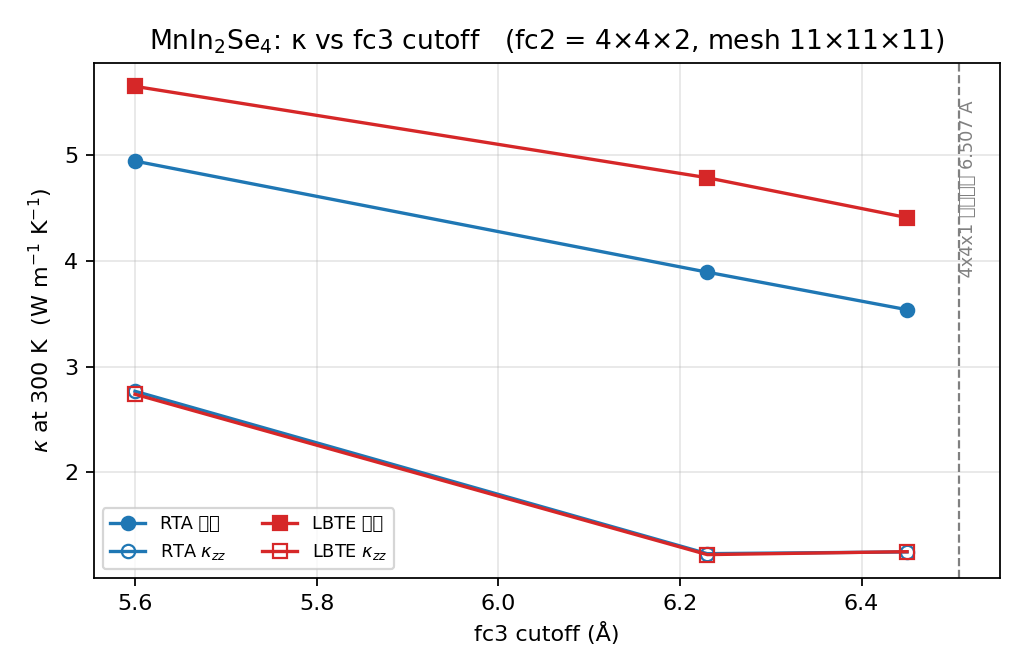 MnIn₂Se₄: κ vs fc3 cutoff (fc2 = 4×4×2, mesh 11×11×11)
κ at 300 K (W m⁻¹ K⁻¹)
5
4
3
2
4x4x1 6.507 A
RTA
RTA κzz
LBTE
LBTE κzz
5.6
5.8
6.0
6.2
6.4
fc3 cutoff (Å)